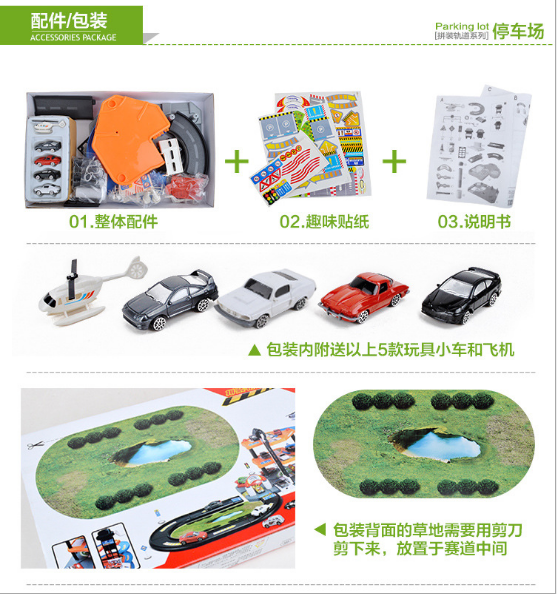 配件/包装
ACCESSORIES PACKAGE
Parking lot
[拼装轨道系列]
停车场
01.整体配件
02.趣味贴纸
03.说明书
▲ 包装内附送以上5款玩具小车和飞机
◀ 包装背面的草地需要用剪刀
剪下来，放置于赛道中间